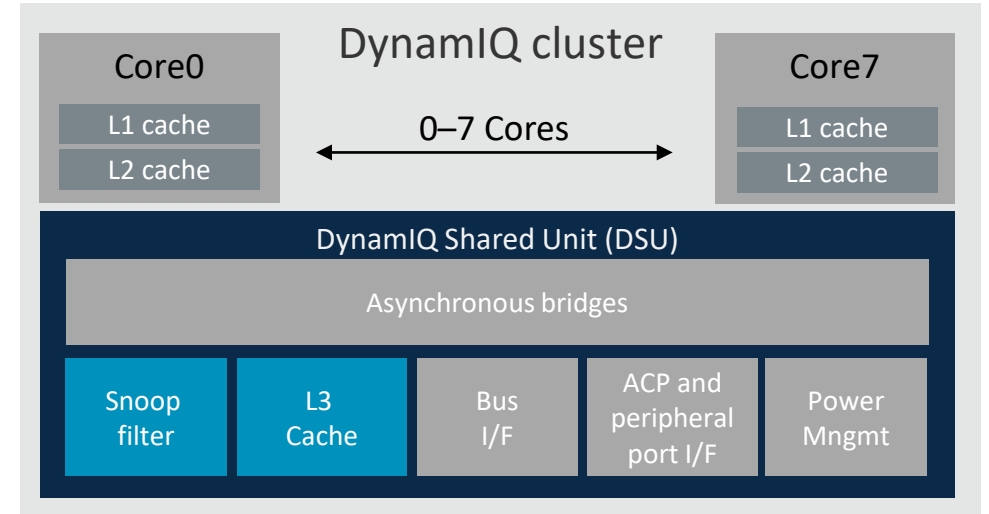 DynamIQ cluster
Core0
L1 cache
L2 cache
0–7 Cores
Core7
L1 cache
L2 cache
DynamIQ Shared Unit (DSU)
Asynchronous bridges
Snoop
filter
L3
Cache
Bus
I/F
ACP and
peripheral
port I/F
Power
Mngmt